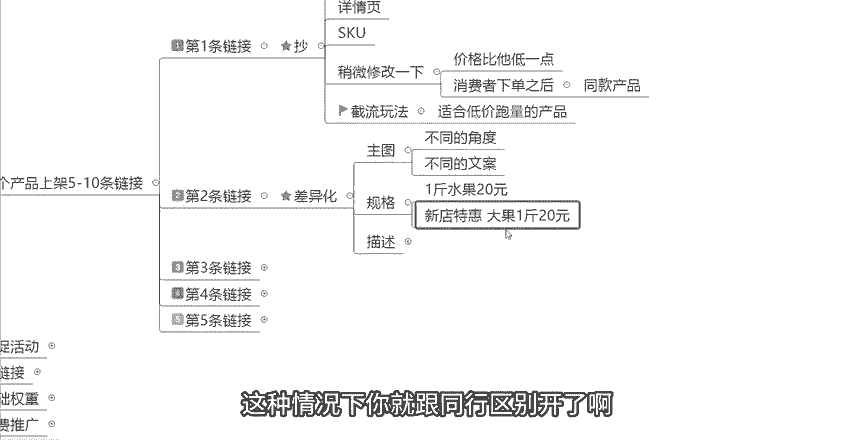 详情页
SKU
1第1条链接
★抄
稍微修改一下
价格比他低一点
消费者下单之后
同款产品
截流玩法
适合低价跑量的产品
个产品上架5-10条链接
2第2条链接
★差异化
主图
不同的角度
不同的文案
规格
1斤水果20元
新店特惠 大果1斤20元
描述
3第3条链接
4第4条链接
5第5条链接
促活动
链接
础权重
费推广
这种情况下你就跟同行区别开了啊